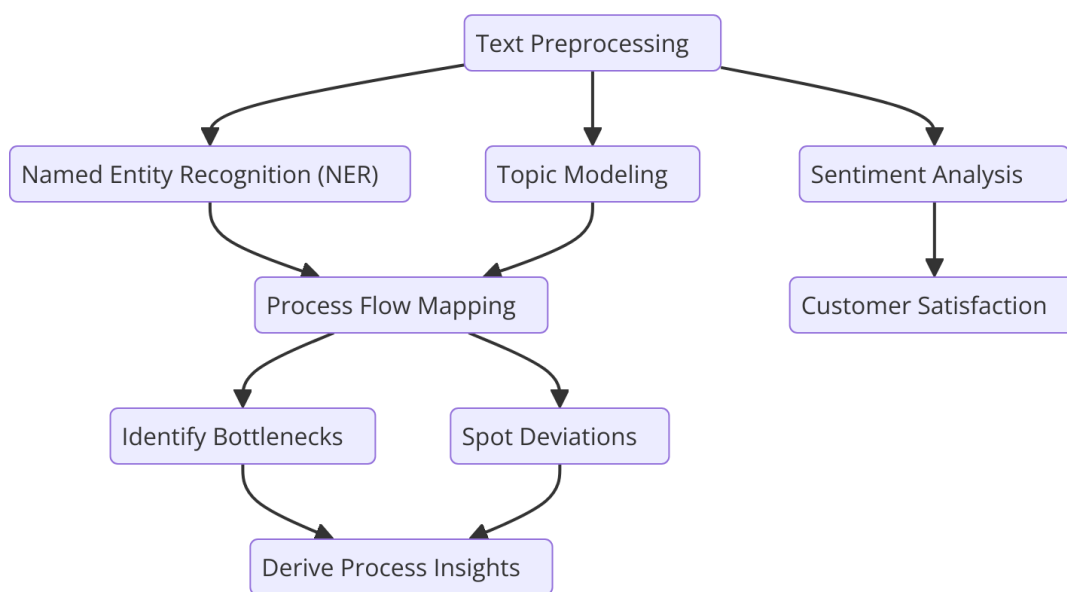 Text Preprocessing
Named Entity Recognition (NER)
Topic Modeling
Sentiment Analysis
Process Flow Mapping
Customer Satisfaction
Identify Bottlenecks
Spot Deviations
Derive Process Insights